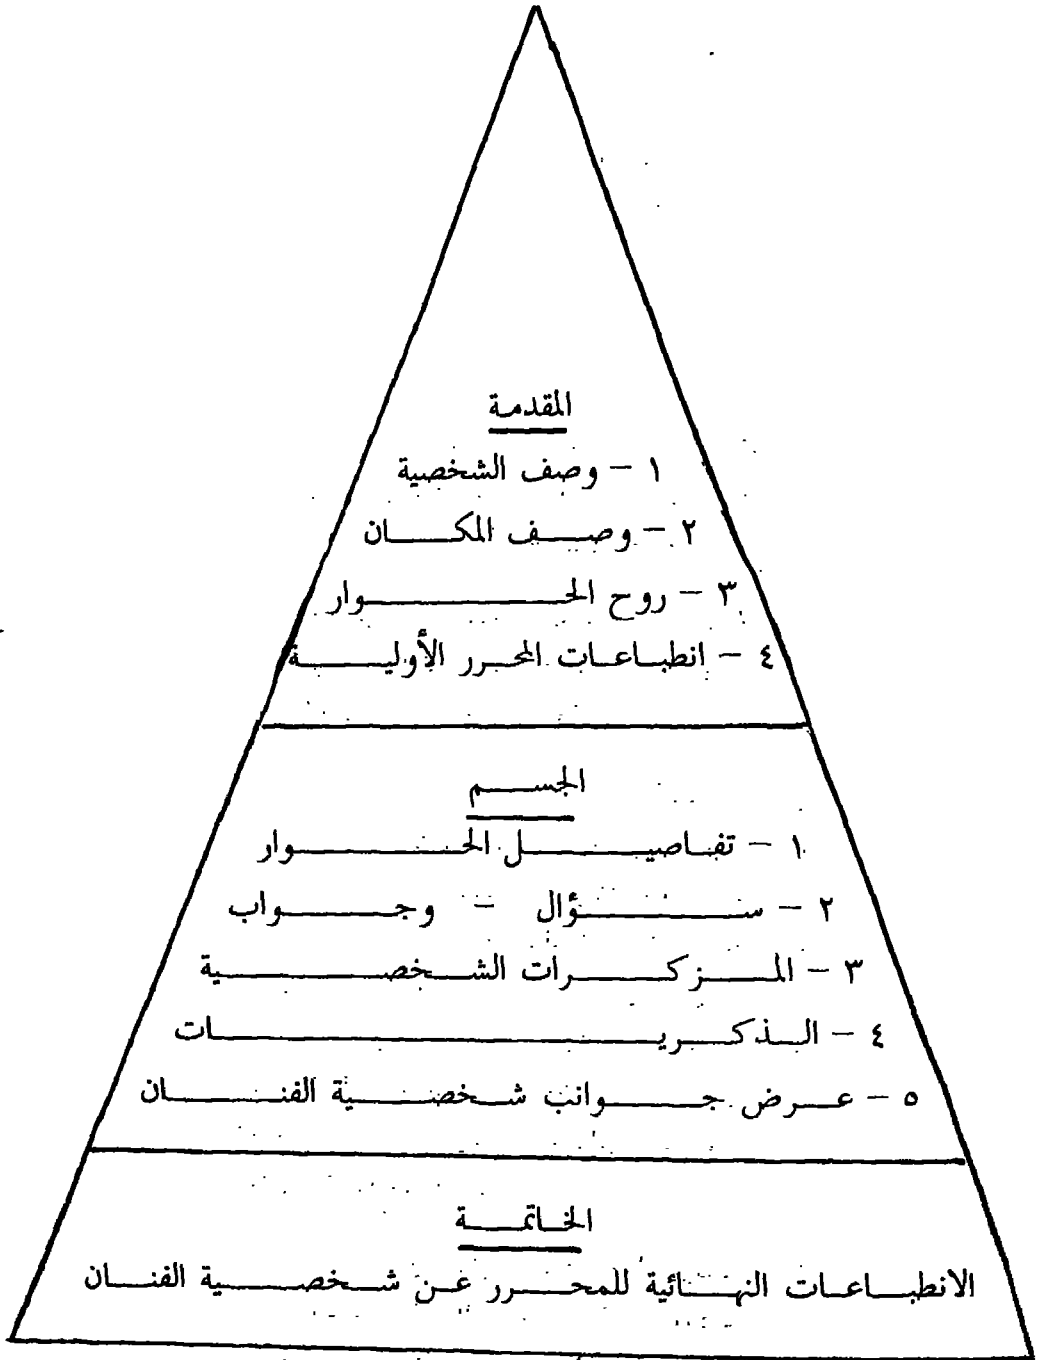 المقدمة
١ – وصف الشخصية
٢ – وصف المكان
٣ – روح الحوار
٤ – انطباعات المحرر الأولية
الجسم
١ – تفاصيل الحوار
٢ – سؤال – وجواب
٣ – المزكرات الشخصية
٤ – الذكريات
٥ – عرض جوانب شخصية الفنان
الخاتمة
الانطباعات النهائية للمحرر عن شخصية الفنان